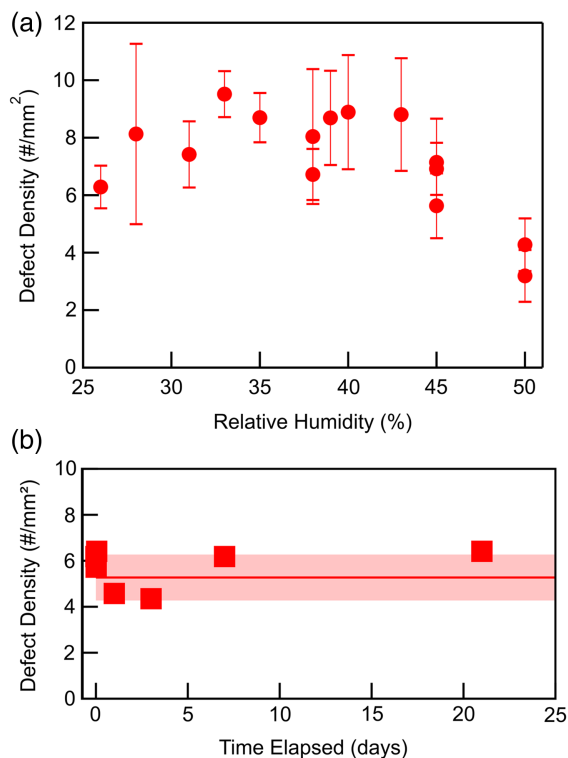 (a)
12
10
8
6
4
2
0
Defect Density (#/mm²)
25 30 35 40 45 50
Relative Humidity (%)
(b)
10
8
6
4
2
0
Defect Density (#/mm²)
0 5 10 15 20 25
Time Elapsed (days)